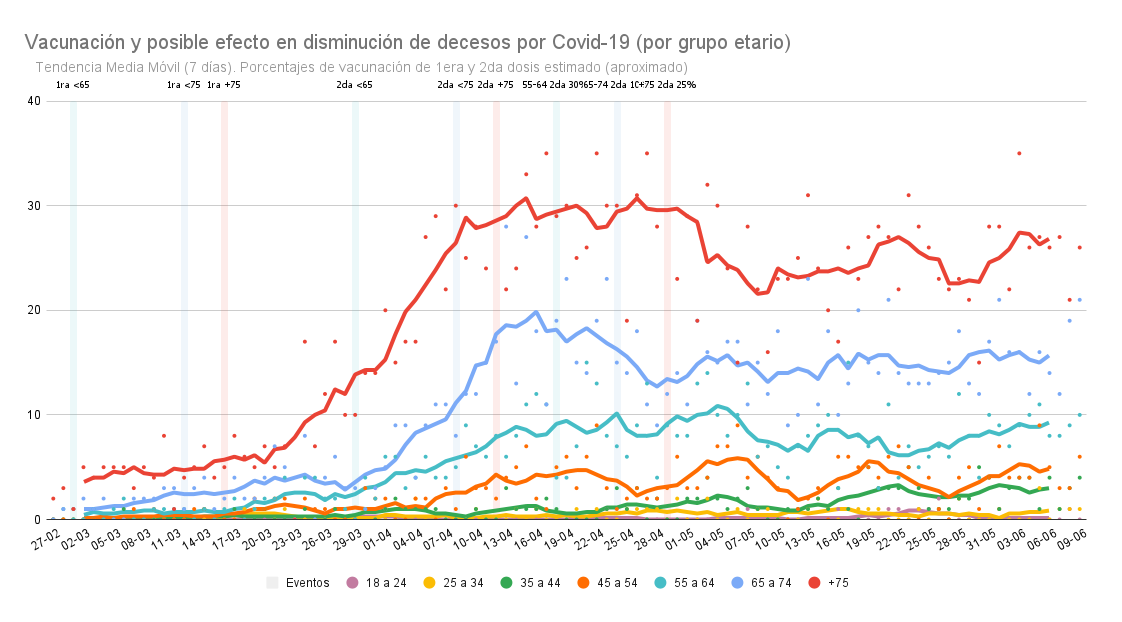 Vacunación y posible efecto en disminución de decesos por Covid-19 (por grupo etario)
Tendencia Media Móvil (7 días). Porcentajes de vacunación de 1era y 2da dosis estimado (aproximado)
1ra <65 1ra <75 1ra +75 2da <65 2da <75 2da +75 55-64 2da 30% 65-74 2da 10% +75 2da 25%
40
30
20
10
0
27-02 02-03 05-03 08-03 11-03 14-03 17-03 20-03 23-03 26-03 29-03 01-04 04-04 07-04 10-04 13-04 16-04 19-04 22-04 25-04 28-04 01-05 04-05 07-05 10-05 13-05 16-05 19-05 22-05 25-05 28-05 31-05 03-06 06-06 09-06
Eventos 18 a 24 25 a 34 35 a 44 45 a 54 55 a 64 65 a 74 +75